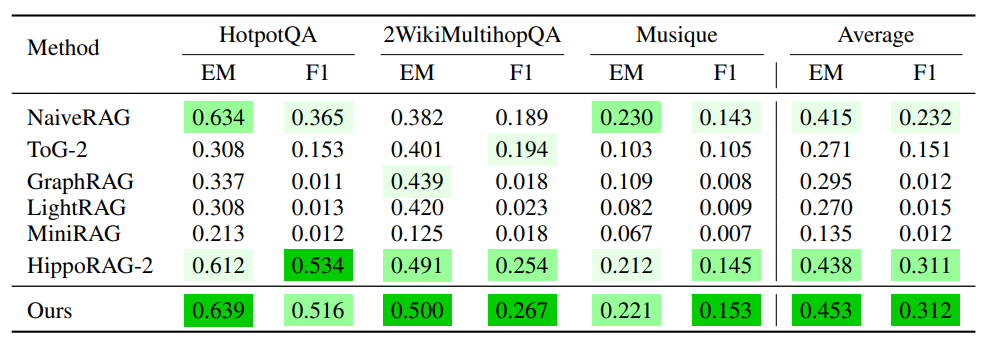 Method HotpotQA 2WikiMultihopQA Musique Average
EM F1 EM F1 EM F1 EM F1
NaiveRAG 0.634 0.365 0.382 0.189 0.230 0.143 0.415 0.232
ToG-2 0.308 0.153 0.401 0.194 0.103 0.105 0.271 0.151
GraphRAG 0.337 0.011 0.439 0.018 0.109 0.008 0.295 0.012
LightRAG 0.308 0.013 0.420 0.023 0.082 0.009 0.270 0.015
MiniRAG 0.213 0.012 0.125 0.018 0.067 0.007 0.135 0.012
HippoRAG-2 0.612 0.534 0.491 0.254 0.212 0.145 0.438 0.311
Ours 0.639 0.516 0.500 0.267 0.221 0.153 0.453 0.312